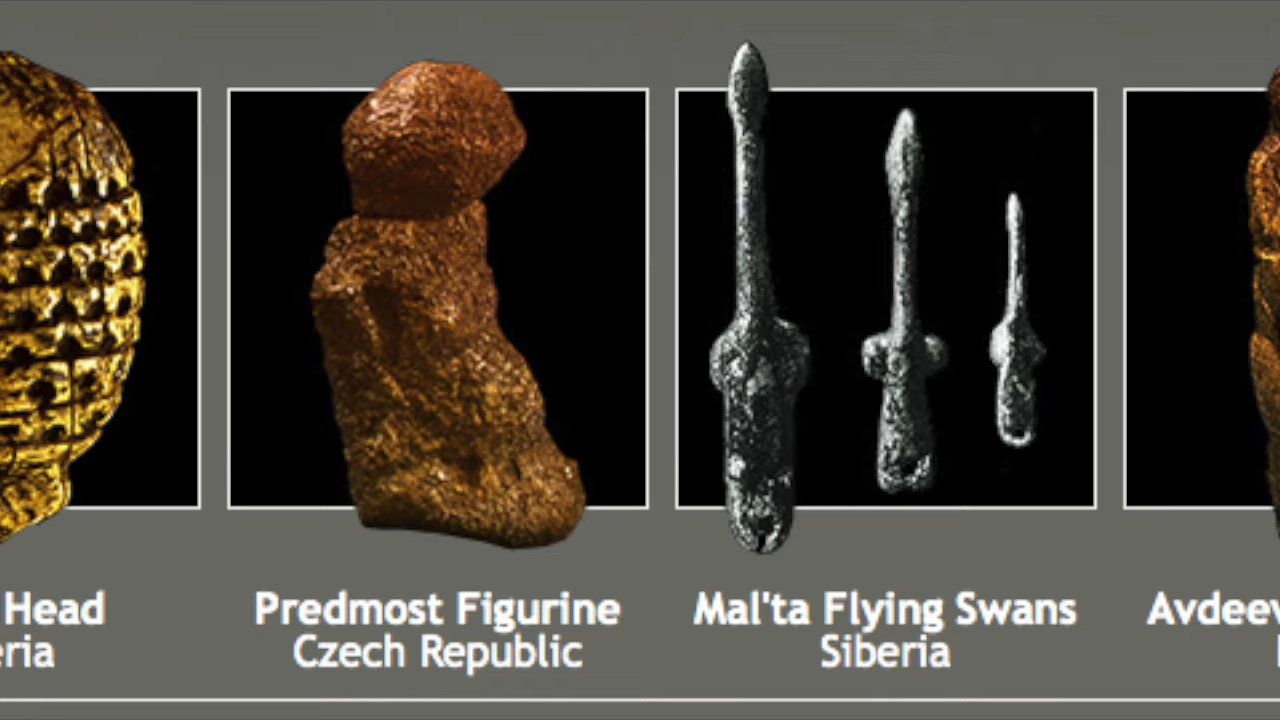 Head
Predmost Figurine
Czech Republic
Mal'ta Flying Swans
Siberia